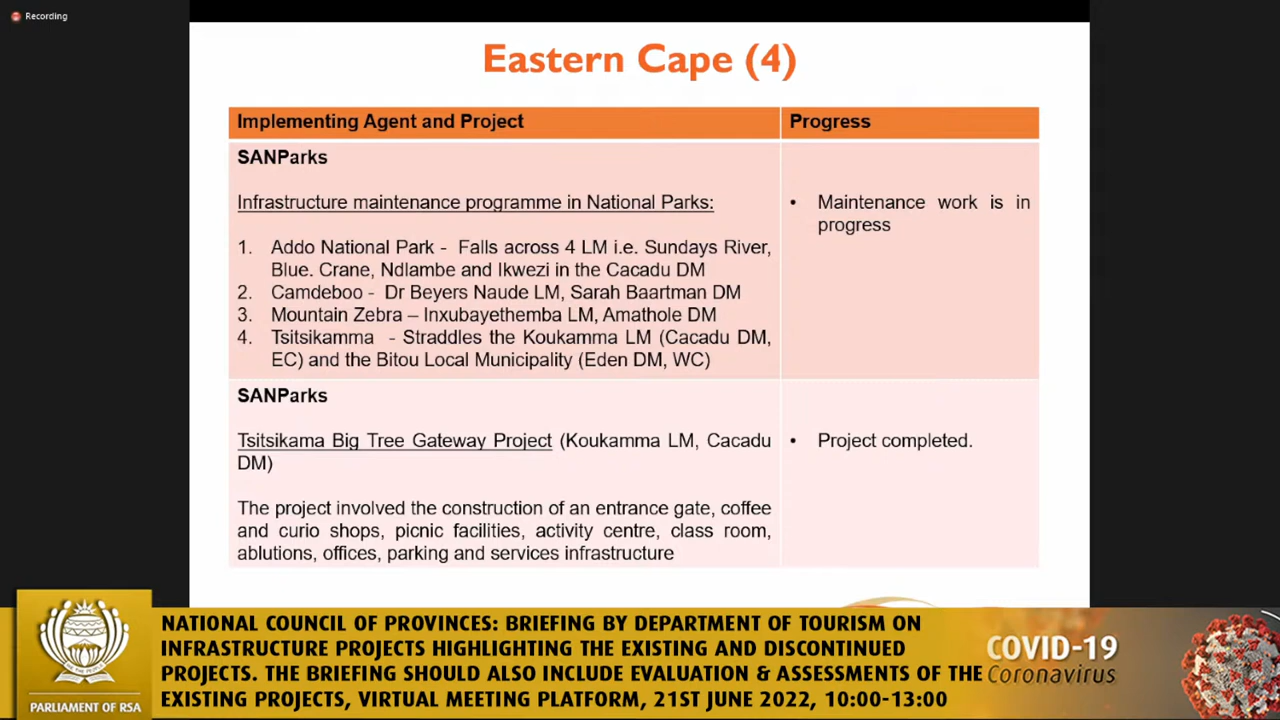 Recording
Eastern Cape (4)
Implementing Agent and Project
Progress
SANParks
Infrastructure maintenance programme in National Parks:
1. Addo National Park - Falls across 4 LM i.e. Sundays River,
Blue. Crane, Ndlambe and Ikwezi in the Cacadu DM
2. Camdeboo - Dr Beyers Naude LM, Sarah Baartman DM
3. Mountain Zebra – Inxubayethemba LM, Amathole DM
4. Tsitsikamma - Straddles the Koukamma LM (Cacadu DM,
EC) and the Bitou Local Municipality (Eden DM, WC)
• Maintenance work is in
progress
SANParks
Tsitsikama Big Tree Gateway Project (Koukamma LM, Cacadu
DM)
The project involved the construction of an entrance gate, coffee
and curio shops, picnic facilities, activity centre, class room,
ablutions, offices, parking and services infrastructure
• Project completed.
PARLIAMENT OF RSA
NATIONAL COUNCIL OF PROVINCES: BRIEFING BY DEPARTMENT OF TOURISM ON
INFRASTRUCTURE PROJECTS HIGHLIGHTING THE EXISTING AND DISCONTINUED
PROJECTS. THE BRIEFING SHOULD ALSO INCLUDE EVALUATION & ASSESSMENTS OF THE
EXISTING PROJECTS, VIRTUAL MEETING PLATFORM, 21ST JUNE 2022, 10:00-13:00
COVID-19
Coronavirus